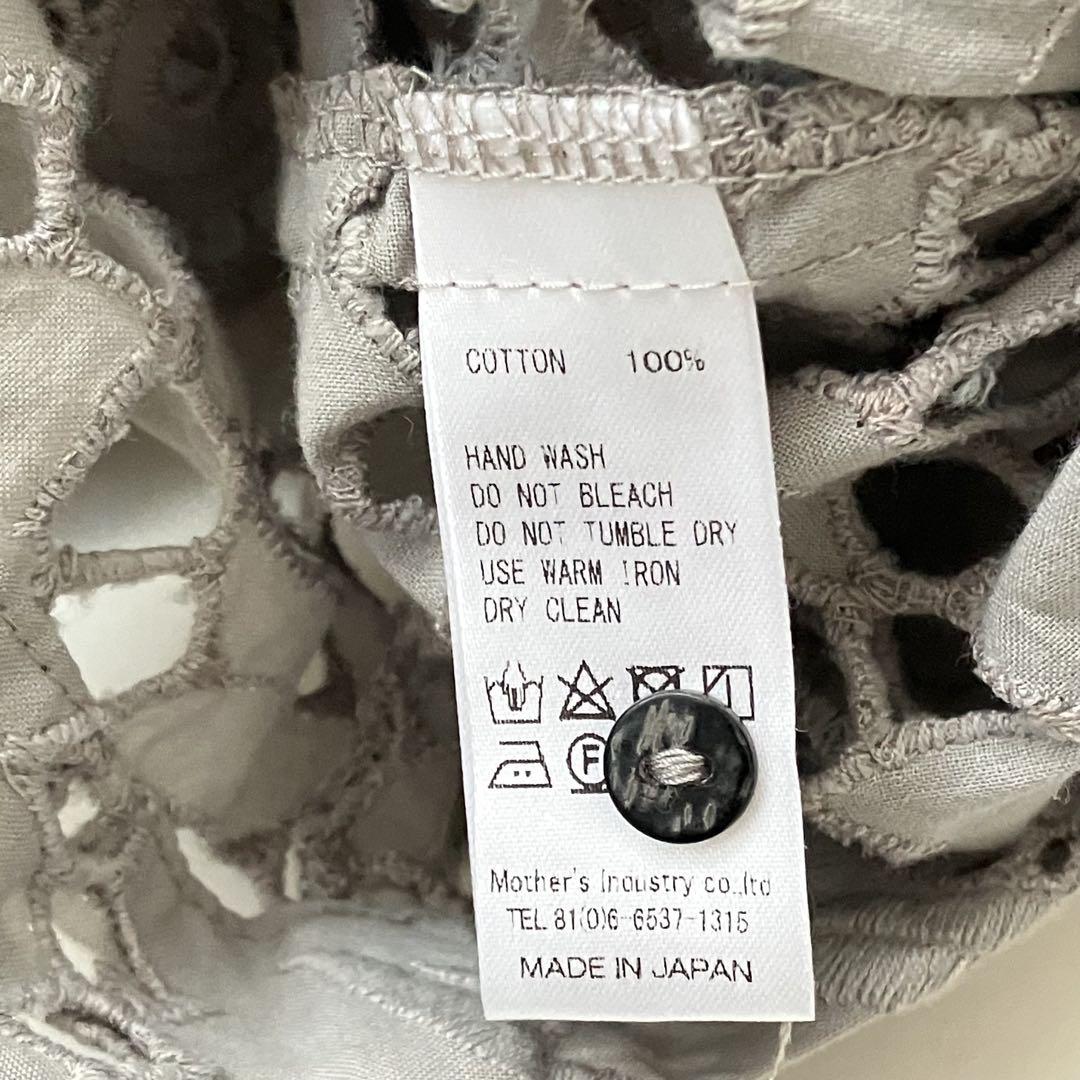 COTTON 100%
HAND WASH
DO NOT BLEACH
DO NOT TUMBLE DRY
USE WARM IRON
DRY CLEAN
F
Mother's Industry co.,ltd
TEL 81(0)6-6537-1315
MADE IN JAPAN